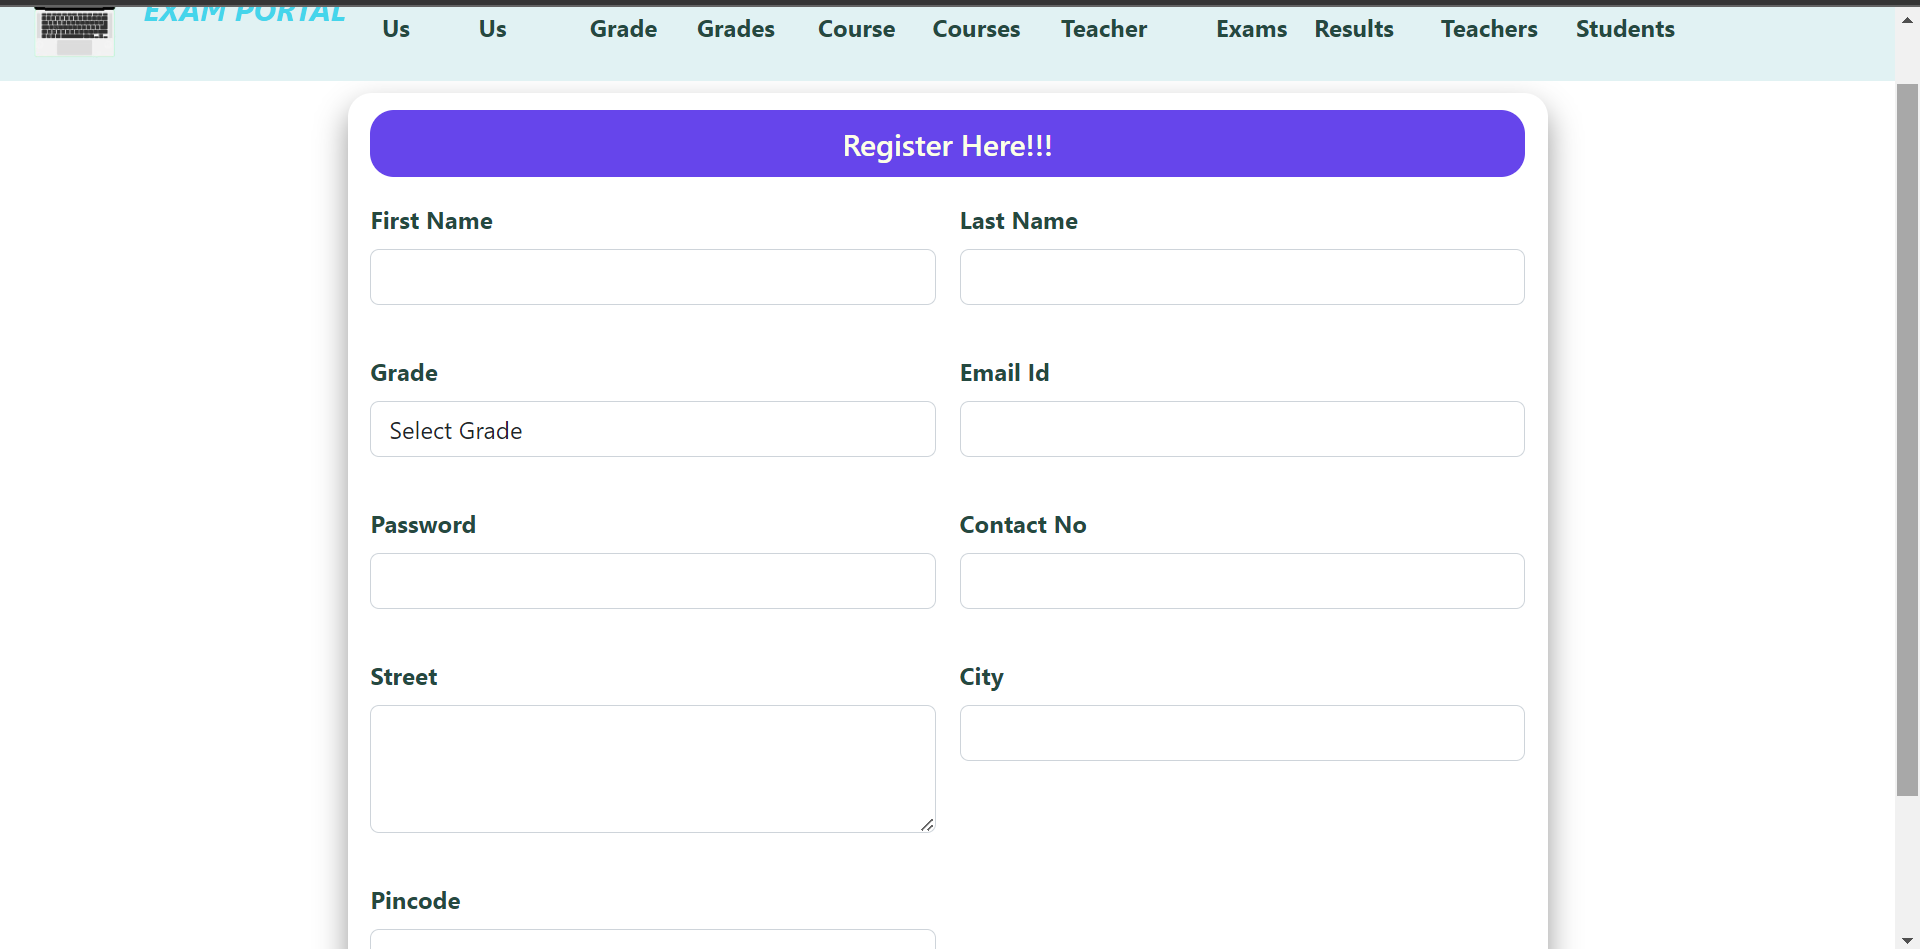 EXAM PORTAL
Us Us Grade Grades Course Courses Teacher Exams Results Teachers Students
Register Here!!!
First Name Last Name
Grade Email Id
Select Grade
Password Contact No
Street City
Pincode